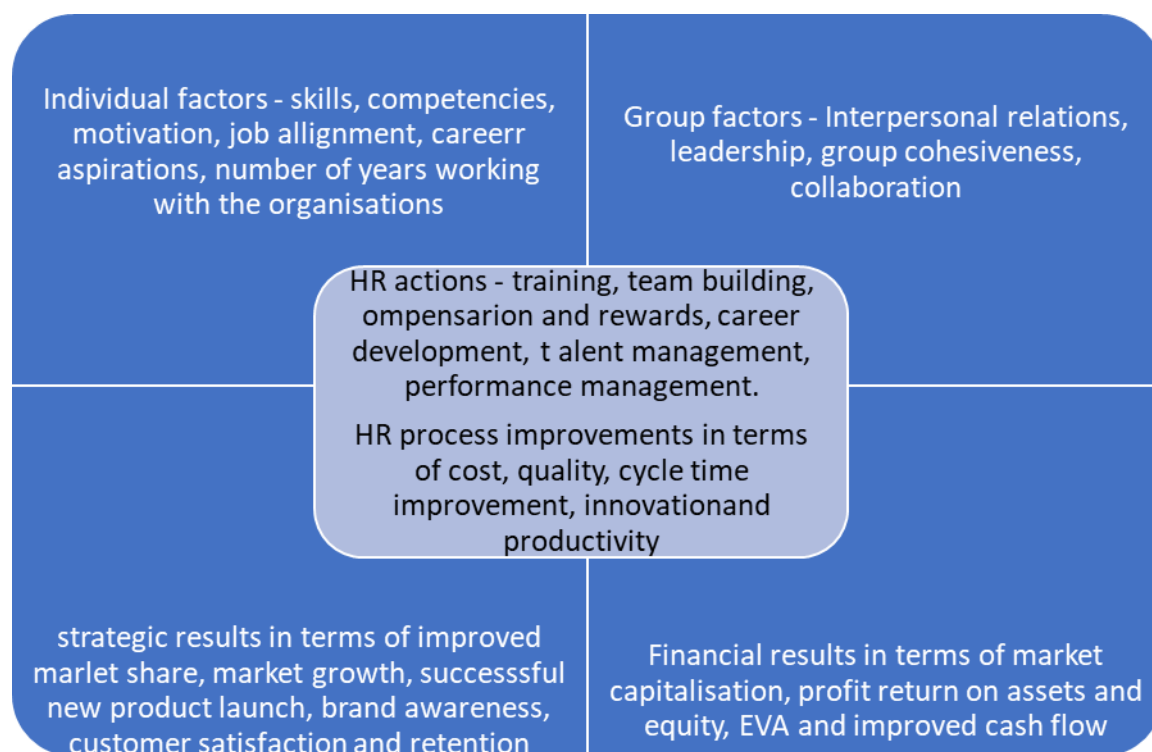 Individual factors - skills, competencies,
motivation, job allignment, careerr
aspirations, number of years working
with the organisations
Group factors - Interpersonal relations,
leadership, group cohesiveness,
collaboration
HR actions - training, team building,
ompensarion and rewards, career
development, t alent management,
performance management.
HR process improvements in terms
of cost, quality, cycle time
improvement, innovationand
productivity
strategic results in terms of improved
marlet share, market growth, successsful
new product launch, brand awareness,
customer satisfaction and retention
Financial results in terms of market
capitalisation, profit return on assets and
equity, EVA and improved cash flow